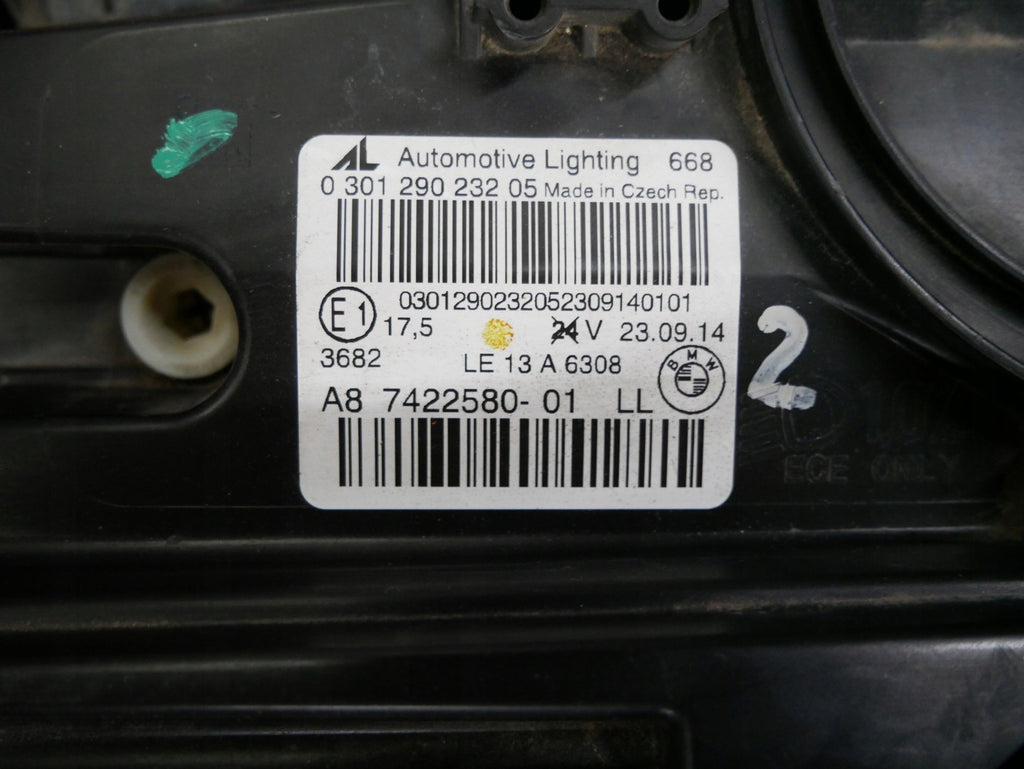 AL Automotive Lighting 668
0 301 290 232 05 Made in Czech Rep.
0301290232052309140101
E1 17,5 24 V 23.09.14
3682 LE 13 A 6308
BMW
A8 7422580-01 LL
2
ECE ONLY